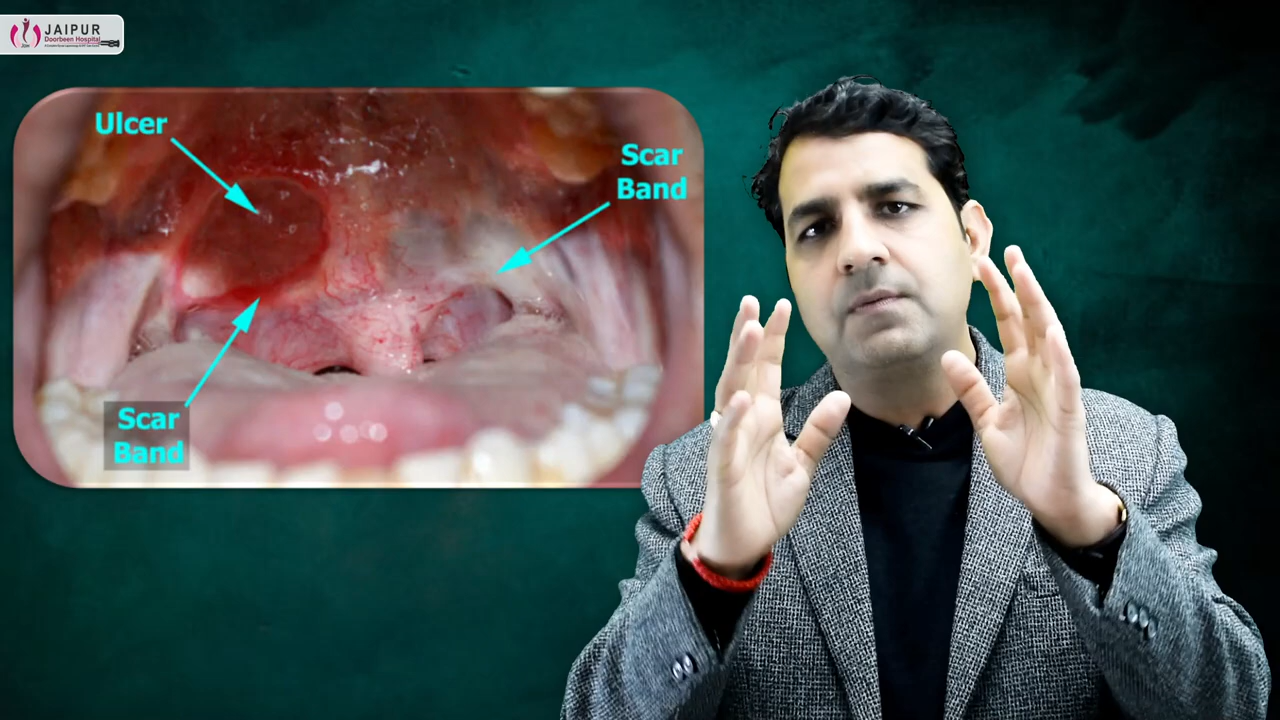 JAIPUR
Doorbeen Hospital
Ulcer
Scar
Band
Scar
Band